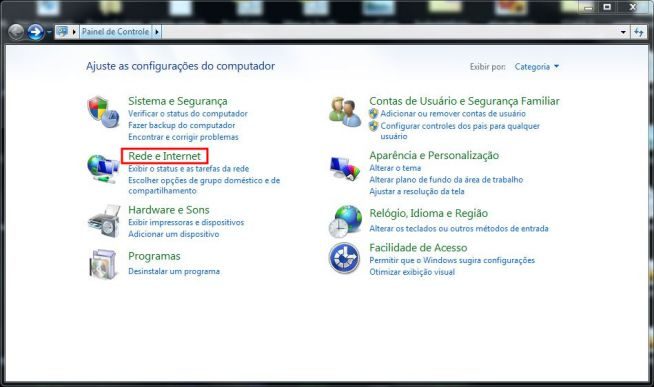 Painel de Controle
Ajuste as configurações do computador
Exibir por: Categoria
Sistema e Segurança
Verificar o status do computador
Fazer backup do computador
Encontrar e corrigir problemas
Rede e Internet
Exibir o status e as tarefas da rede
Escolher opções de grupo doméstico e de
compartilhamento
Hardware e Sons
Exibir impressoras e dispositivos
Adicionar um dispositivo
Programas
Desinstalar um programa
Contas de Usuário e Segurança Familiar
Adicionar ou remover contas de usuário
Configurar controles dos pais para qualquer
usuário
Aparência e Personalização
Alterar o tema
Alterar plano de fundo da área de trabalho
Ajustar a resolução da tela
Relógio, Idioma e Região
Alterar os teclados ou outros métodos de entrada
Facilidade de Acesso
Permitir que o Windows sugira configurações
Otimizar exibição visual